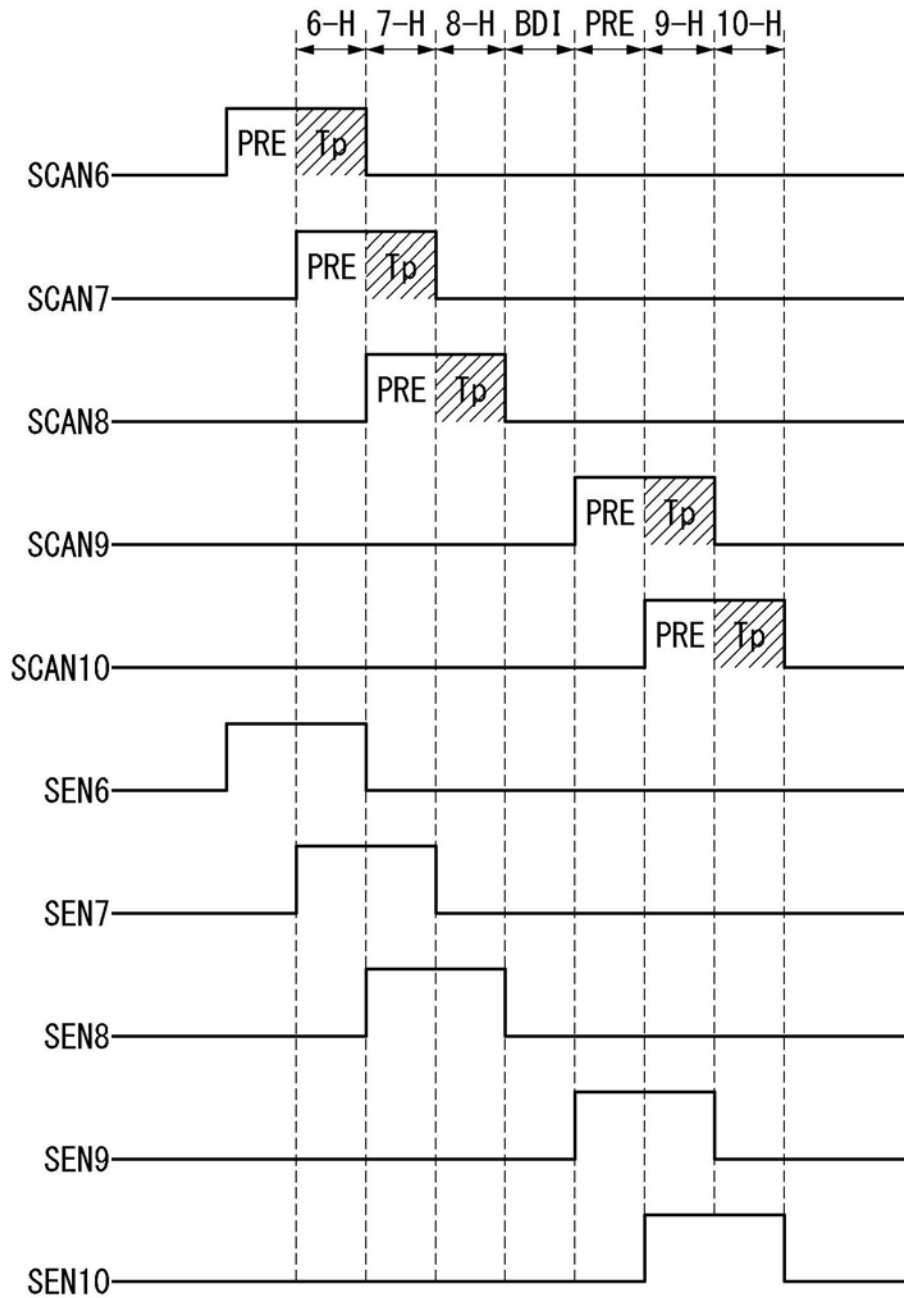 6-H 7-H 8-H BDI PRE 9-H 10-H
PRE Tp
SCAN6
PRE Tp
SCAN7
PRE Tp
SCAN8
PRE Tp
SCAN9
PRE Tp
SCAN10
SEN6
SEN7
SEN8
SEN9
SEN10